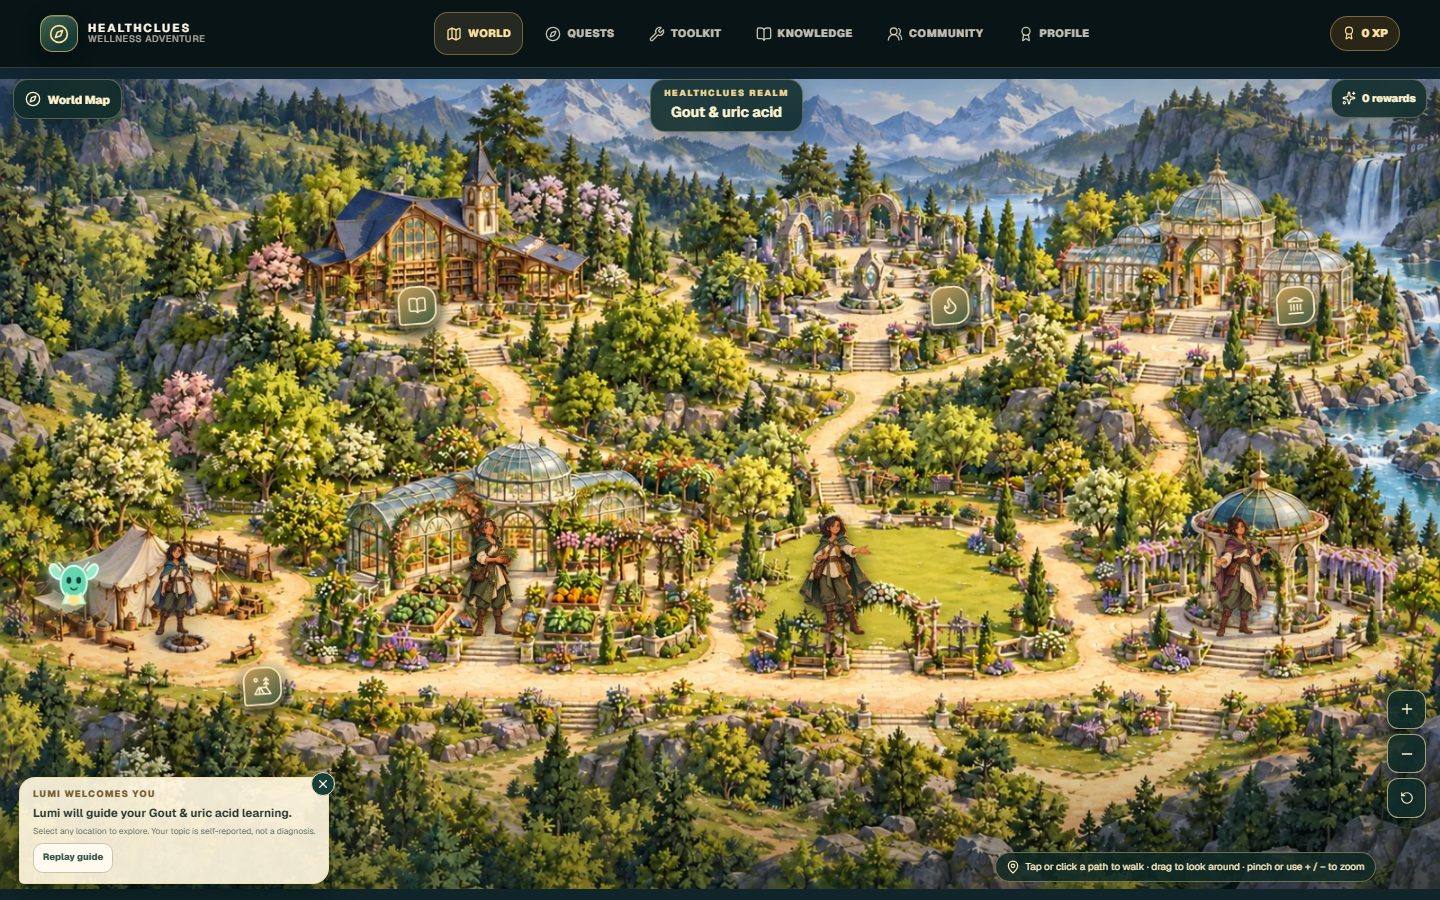 HEALTHCLUES
WELLNESS ADVENTURE
WORLD
QUESTS
TOOLKIT
KNOWLEDGE
COMMUNITY
PROFILE
0 XP
World Map
HEALTHCLUES REALM
Gout & uric acid
0 rewards
LUMI WELCOMES YOU
Lumi will guide your Gout & uric acid learning.
Select any location to explore. Your topic is self-reported, not a diagnosis.
Replay guide
Tap or click a path to walk · drag to look around · pinch or use + / − to zoom